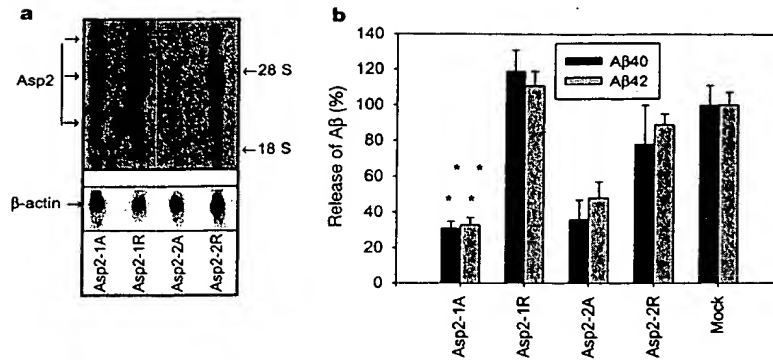 a
Asp2
←28 S
←18 S
β-actin→
Asp2-1A
Asp2-1R
Asp2-2A
Asp2-2R
b
Release of Aβ (%)
140
120
100
80
60
40
20
0
Aβ40
Aβ42
* *
* *
Asp2-1A
Asp2-1R
Asp2-2A
Asp2-2R
Mock